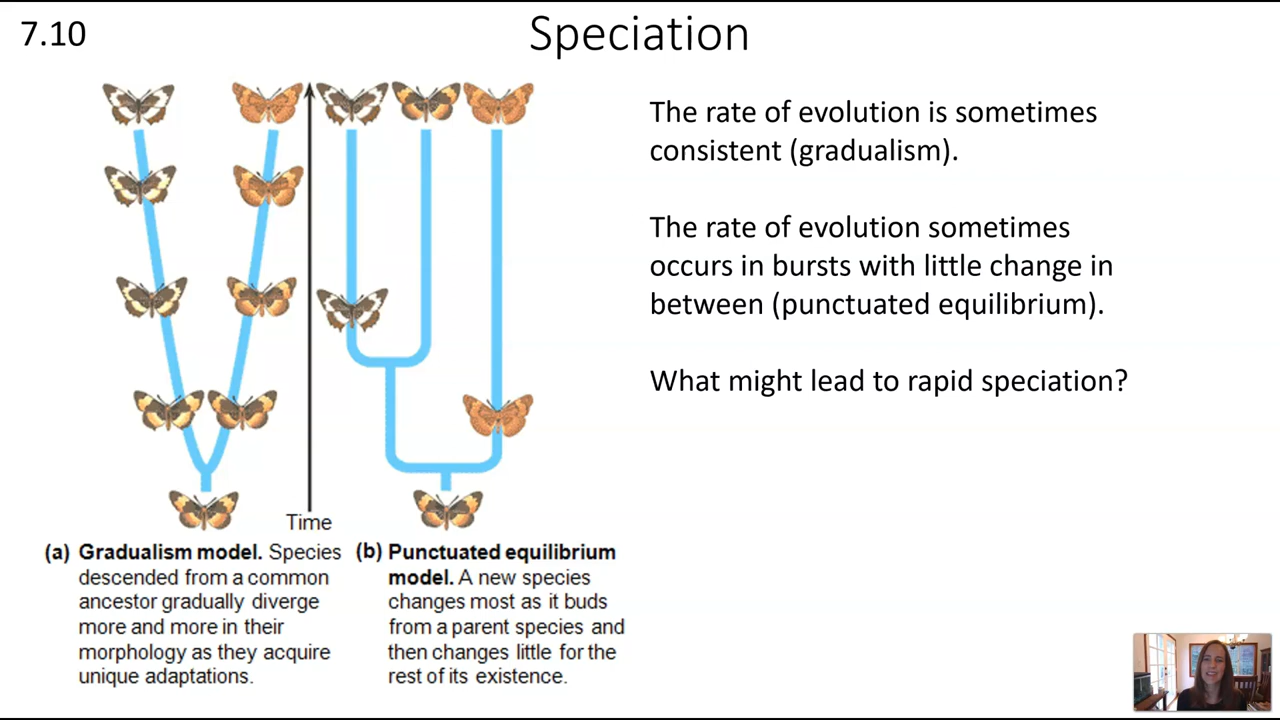 7.10
Speciation
The rate of evolution is sometimes
consistent (gradualism).
The rate of evolution sometimes
occurs in bursts with little change in
between (punctuated equilibrium).
What might lead to rapid speciation?
Time
(a) Gradualism model. Species
descended from a common
ancestor gradually diverge
more and more in their
morphology as they acquire
unique adaptations.
(b) Punctuated equilibrium
model. A new species
changes most as it buds
from a parent species and
then changes little for the
rest of its existence.